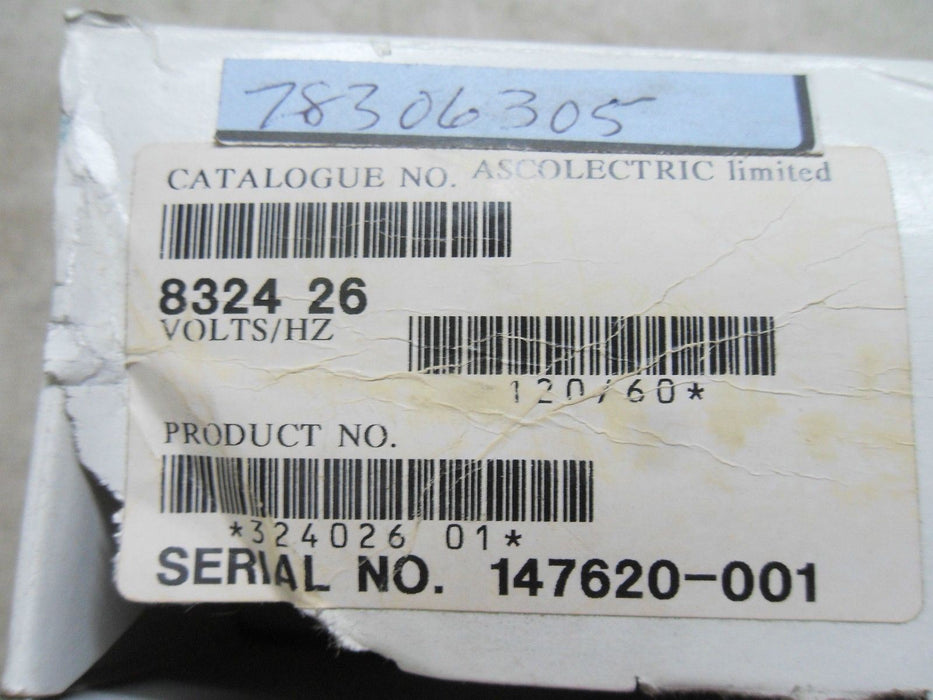 78306305
CATALOGUE NO. ASCOLECTRIC limited
8324 26
VOLTS/HZ
120/60*
PRODUCT NO.
*324026 01*
SERIAL NO. 147620-001